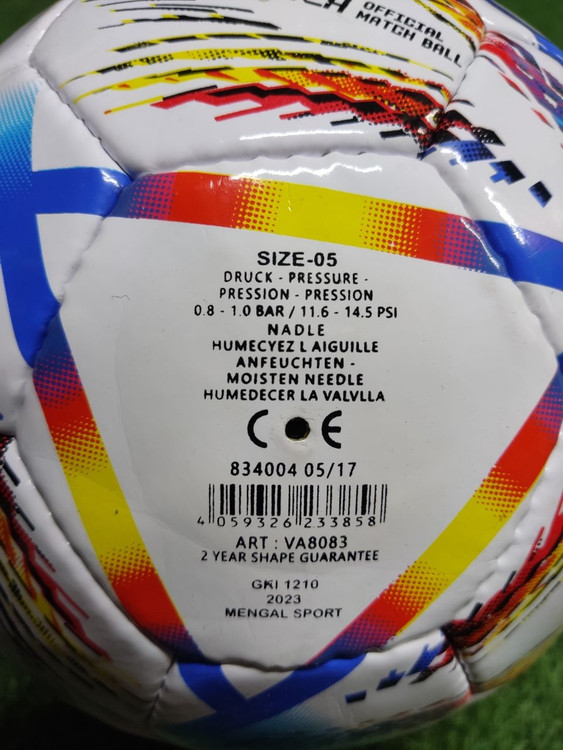 OFFICIAL
MATCH BALL
SIZE-05
DRUCK - PRESSURE -
PRESSION - PRESSION
0.8 - 1.0 BAR / 11.6 - 14.5 PSI
NADLE
HUMECYEZ L AIGUILLE
ANFEUCHTEN -
MOISTEN NEEDLE
HUMEDECER LA VALVLLA
CE
834004 05/17
4 059326 233858
ART : VA8083
2 YEAR SHAPE GUARANTEE
GKI 1210
2023
MENGAL SPORT